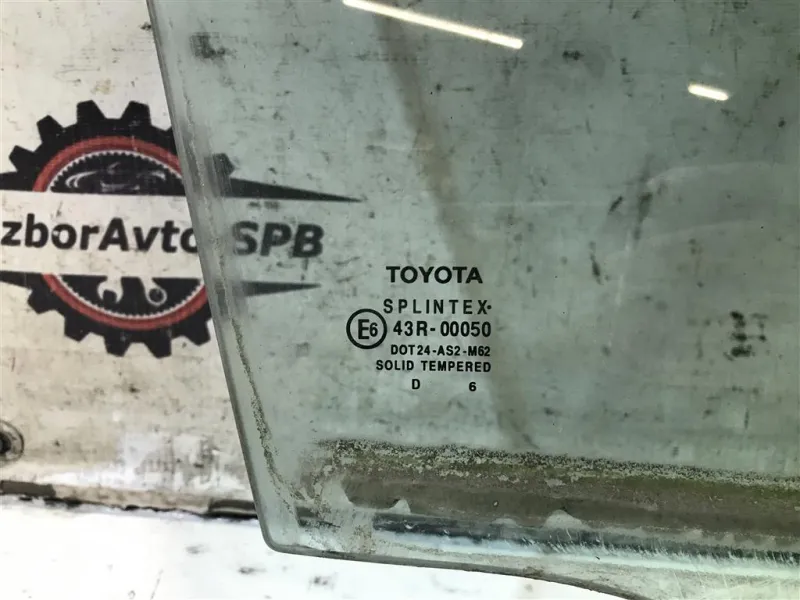 zborAvto SPB
TOYOTA
SPLINTEX
E6 43R-00050
DOT24-AS2-M62
SOLID TEMPERED
D 6